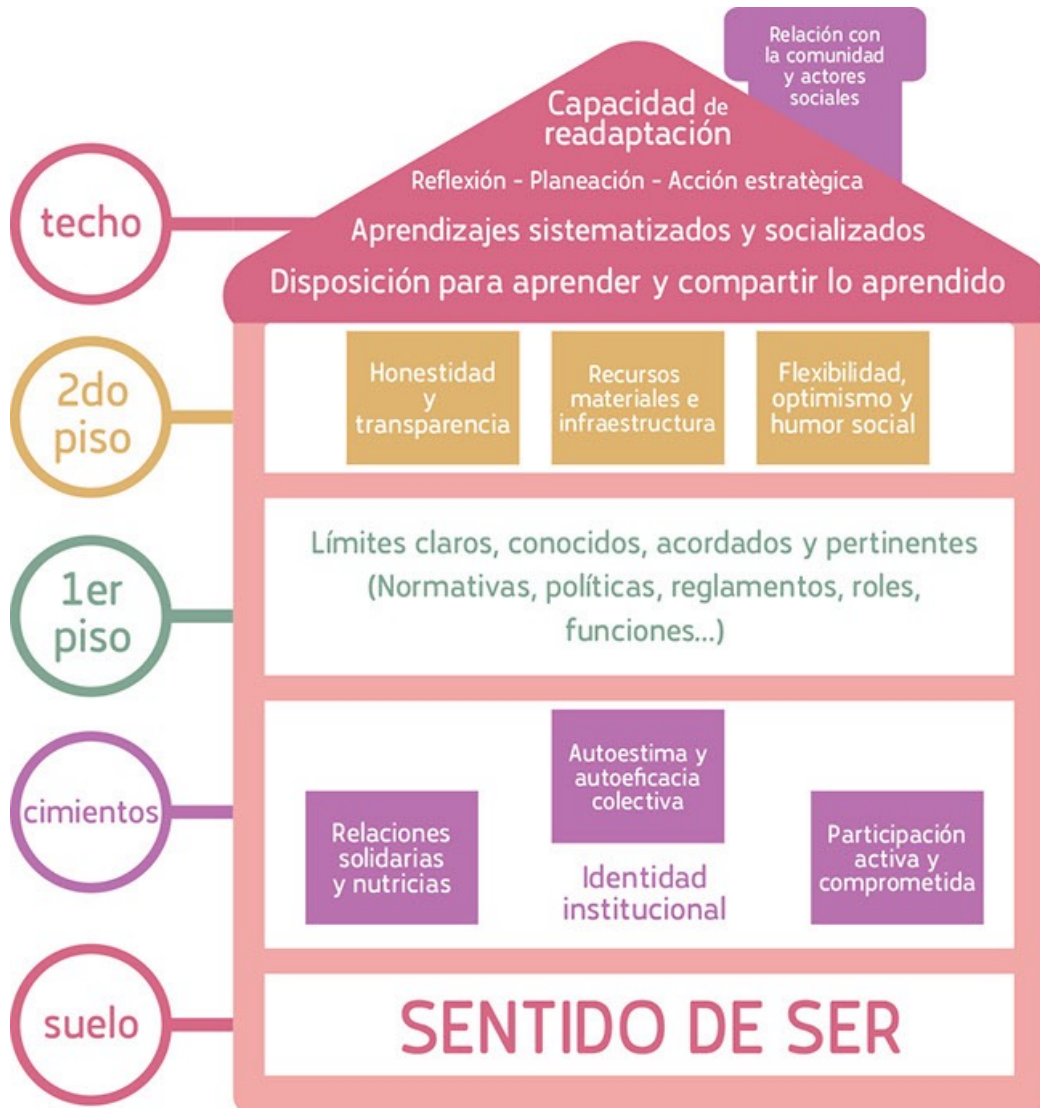 Relación con
la comunidad
y actores
sociales
Capacidad de
readaptación
Reflexión - Planeación - Acción estratègica
techo
Aprendizajes sistematizados y socializados
Disposición para aprender y compartir lo aprendido
2do
piso
Honestidad
y
transparencia
Recursos
materiales e
infraestructura
Flexibilidad,
optimismo y
humor social
1er
piso
Límites claros, conocidos, acordados y pertinentes
(Normativas, políticas, reglamentos, roles,
funciones...)
cimientos
Relaciones
solidarias
y nutricias
Autoestima y
autoeficacia
colectiva
Identidad
institucional
Participación
activa y
comprometida
suelo
SENTIDO DE SER